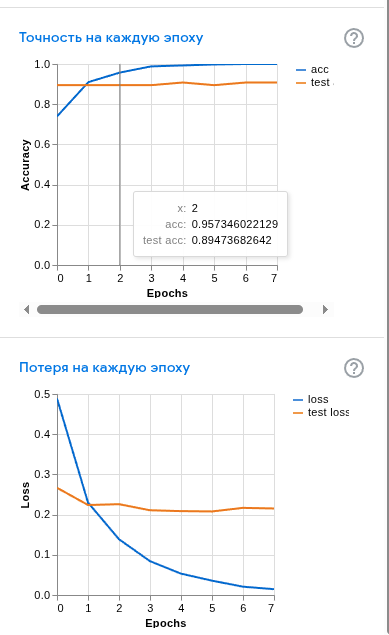 Точность на каждую эпоху
?
1.0
0.8
0.6
0.4
0.2
0.0
Accuracy
0 1 2 3 4 5 6 7
Epochs
acc
test
x: 2
acc: 0.957346022129
test acc: 0.89473682642
Потеря на каждую эпоху
?
0.5
0.4
0.3
0.2
0.1
0.0
Loss
0 1 2 3 4 5 6 7
Epochs
loss
test loss